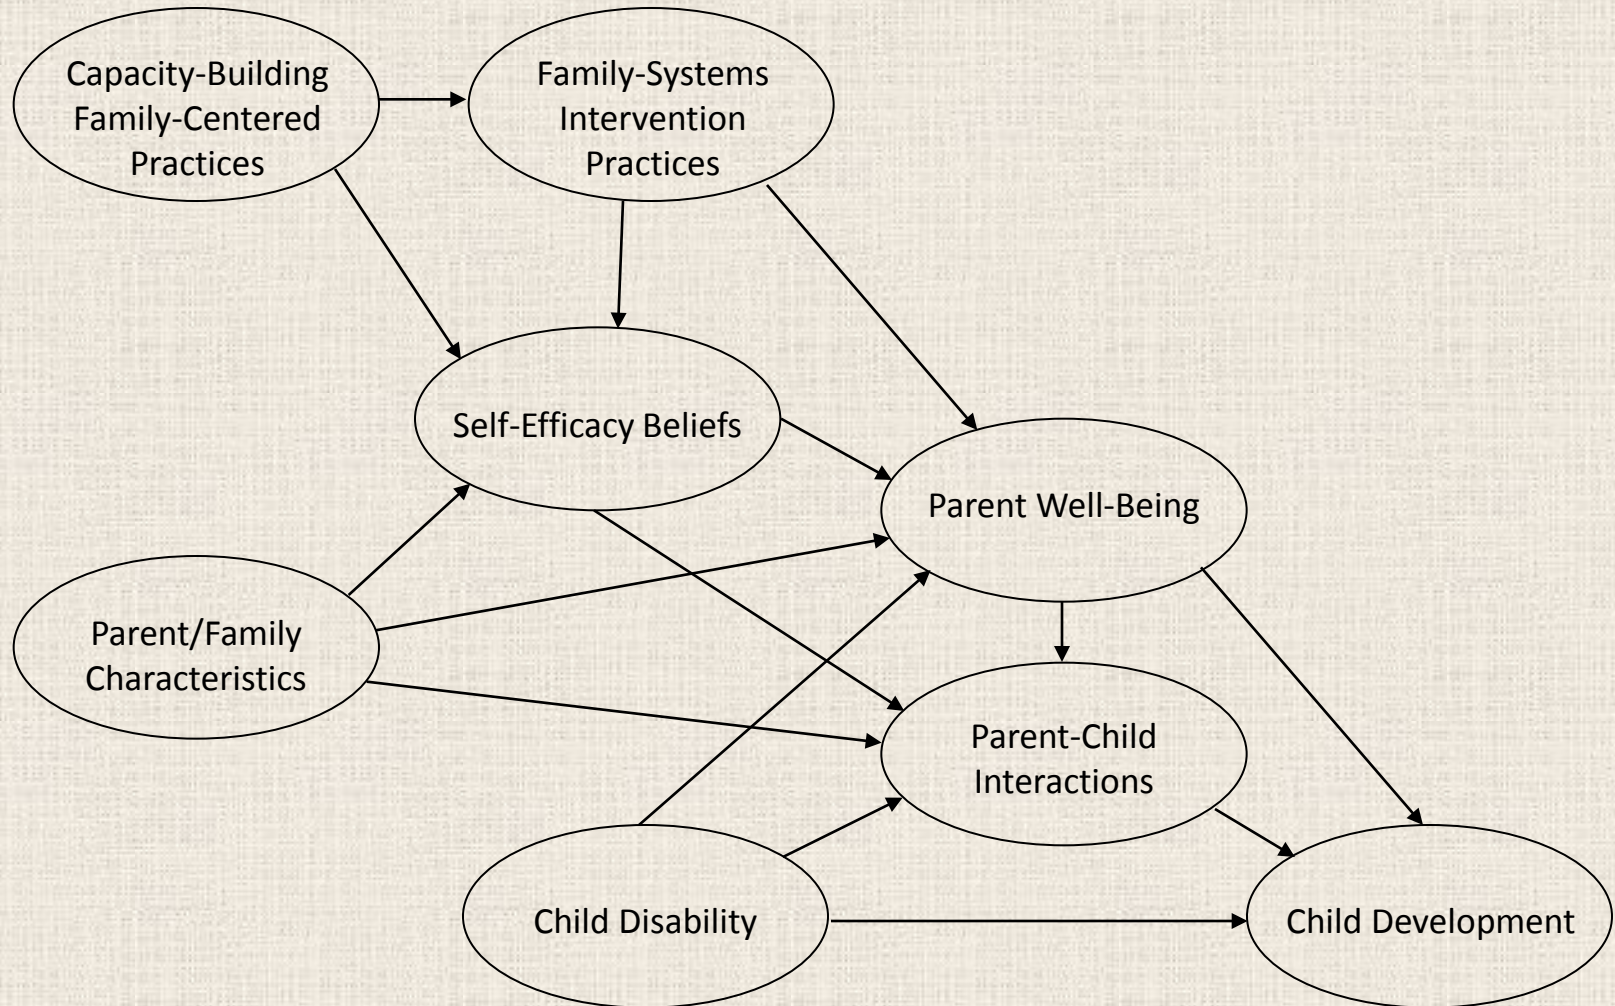 Capacity-Building
Family-Centered
Practices
Family-Systems
Intervention
Practices
Self-Efficacy Beliefs
Parent Well-Being
Parent/Family
Characteristics
Parent-Child
Interactions
Child Disability
Child Development